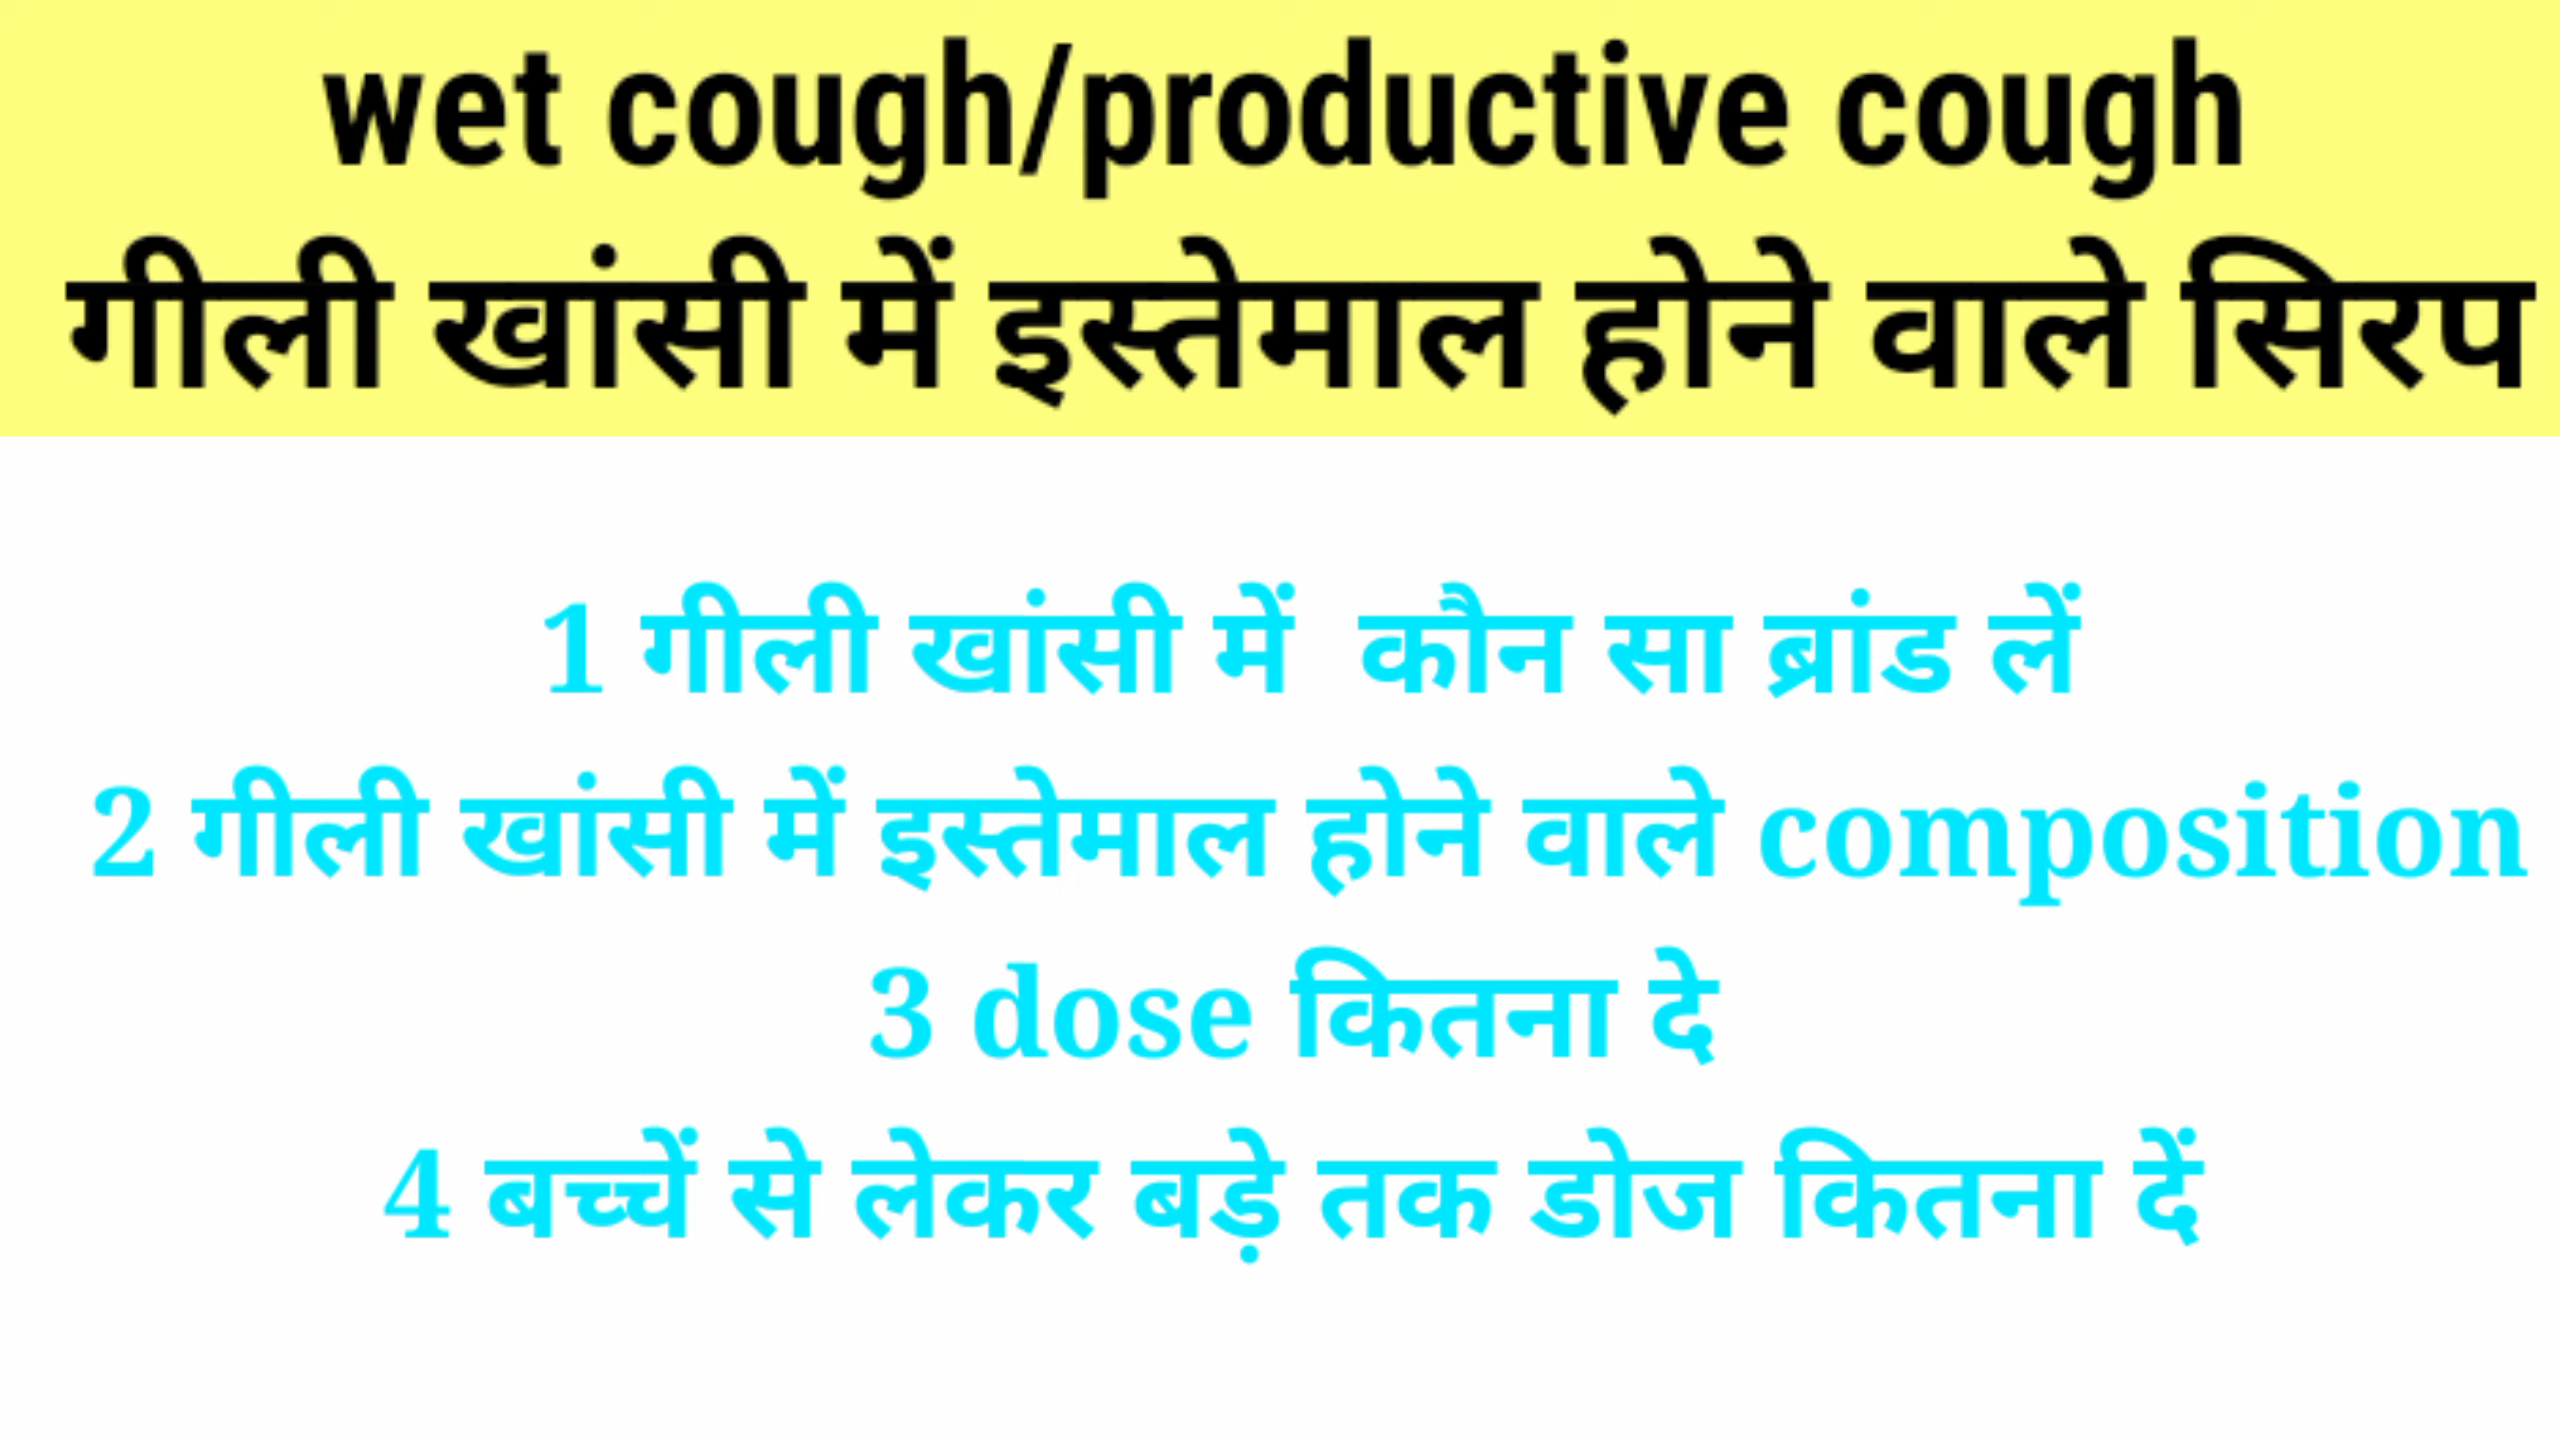 wet cough/productive cough
गीली खांसी में इस्तेमाल होने वाले सिरप
1 गीली खांसी में कौन सा ब्रांड लें
2 गीली खांसी में इस्तेमाल होने वाले composition
3 dose कितना दे
4 बच्चें से लेकर बड़े तक डोज कितना दें